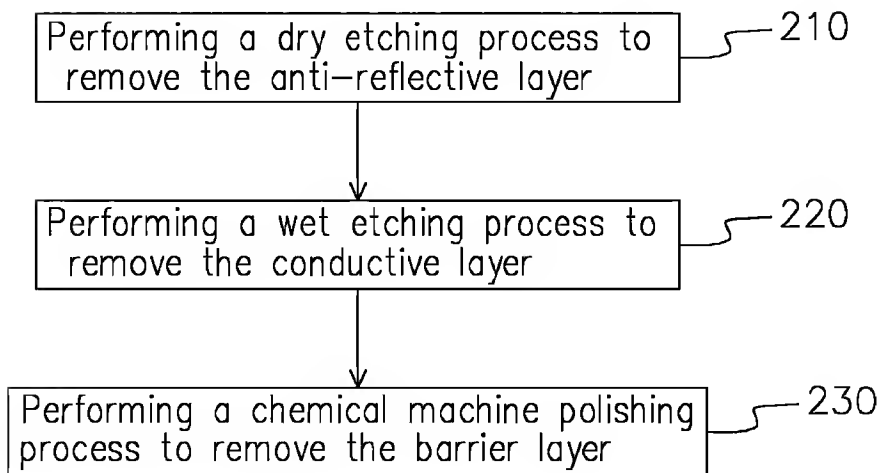 Performing a dry etching process to
remove the anti-reflective layer
210
Performing a wet etching process to
remove the conductive layer
220
Performing a chemical machine polishing
process to remove the barrier layer
230